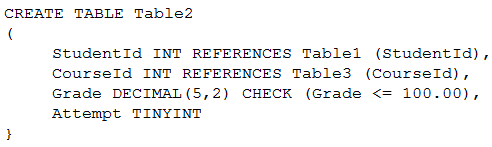 CREATE TABLE Table2
(
StudentId INT REFERENCES Table1 (StudentId),
CourseId INT REFERENCES Table3 (CourseId),
Grade DECIMAL(5,2) CHECK (Grade <= 100.00),
Attempt TINYINT
}